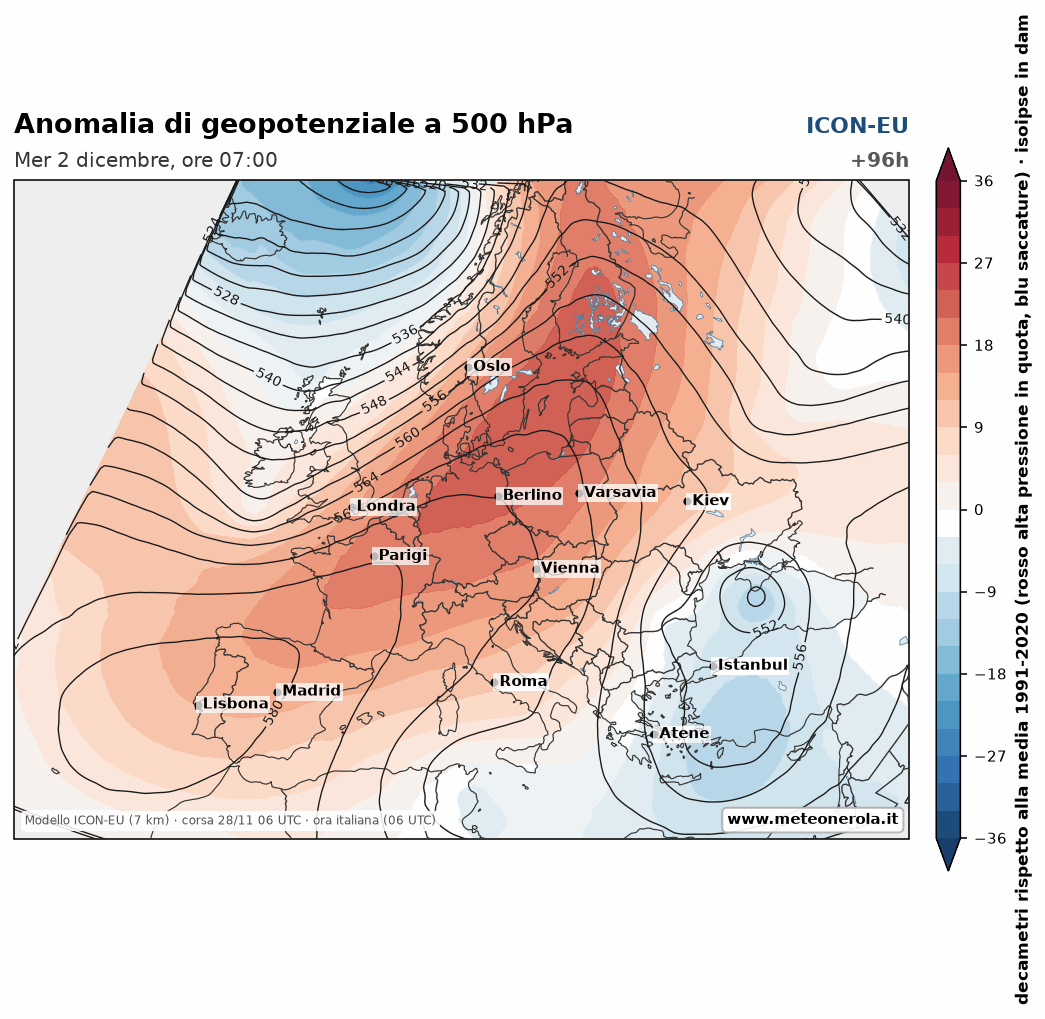 Anomalia di geopotenziale a 500 hPa
ICON-EU
Mer 2 dicembre, ore 07:00
+96h
532
524
528
552
536
540
540
544
548
556
560
564
Oslo
Londra
Berlino
Varsavia
Kiev
Parigi
Vienna
552
556
Istanbul
Roma
Madrid
Lisbona
580
Atene
Modello ICON-EU (7 km) · corsa 28/11 06 UTC · ora italiana (06 UTC)
www.meteonerola.it
36
27
18
9
0
−9
−18
−27
−36
decametri rispetto alla media 1991-2020 (rosso alta pressione in quota, blu saccature) · isoipse in dam